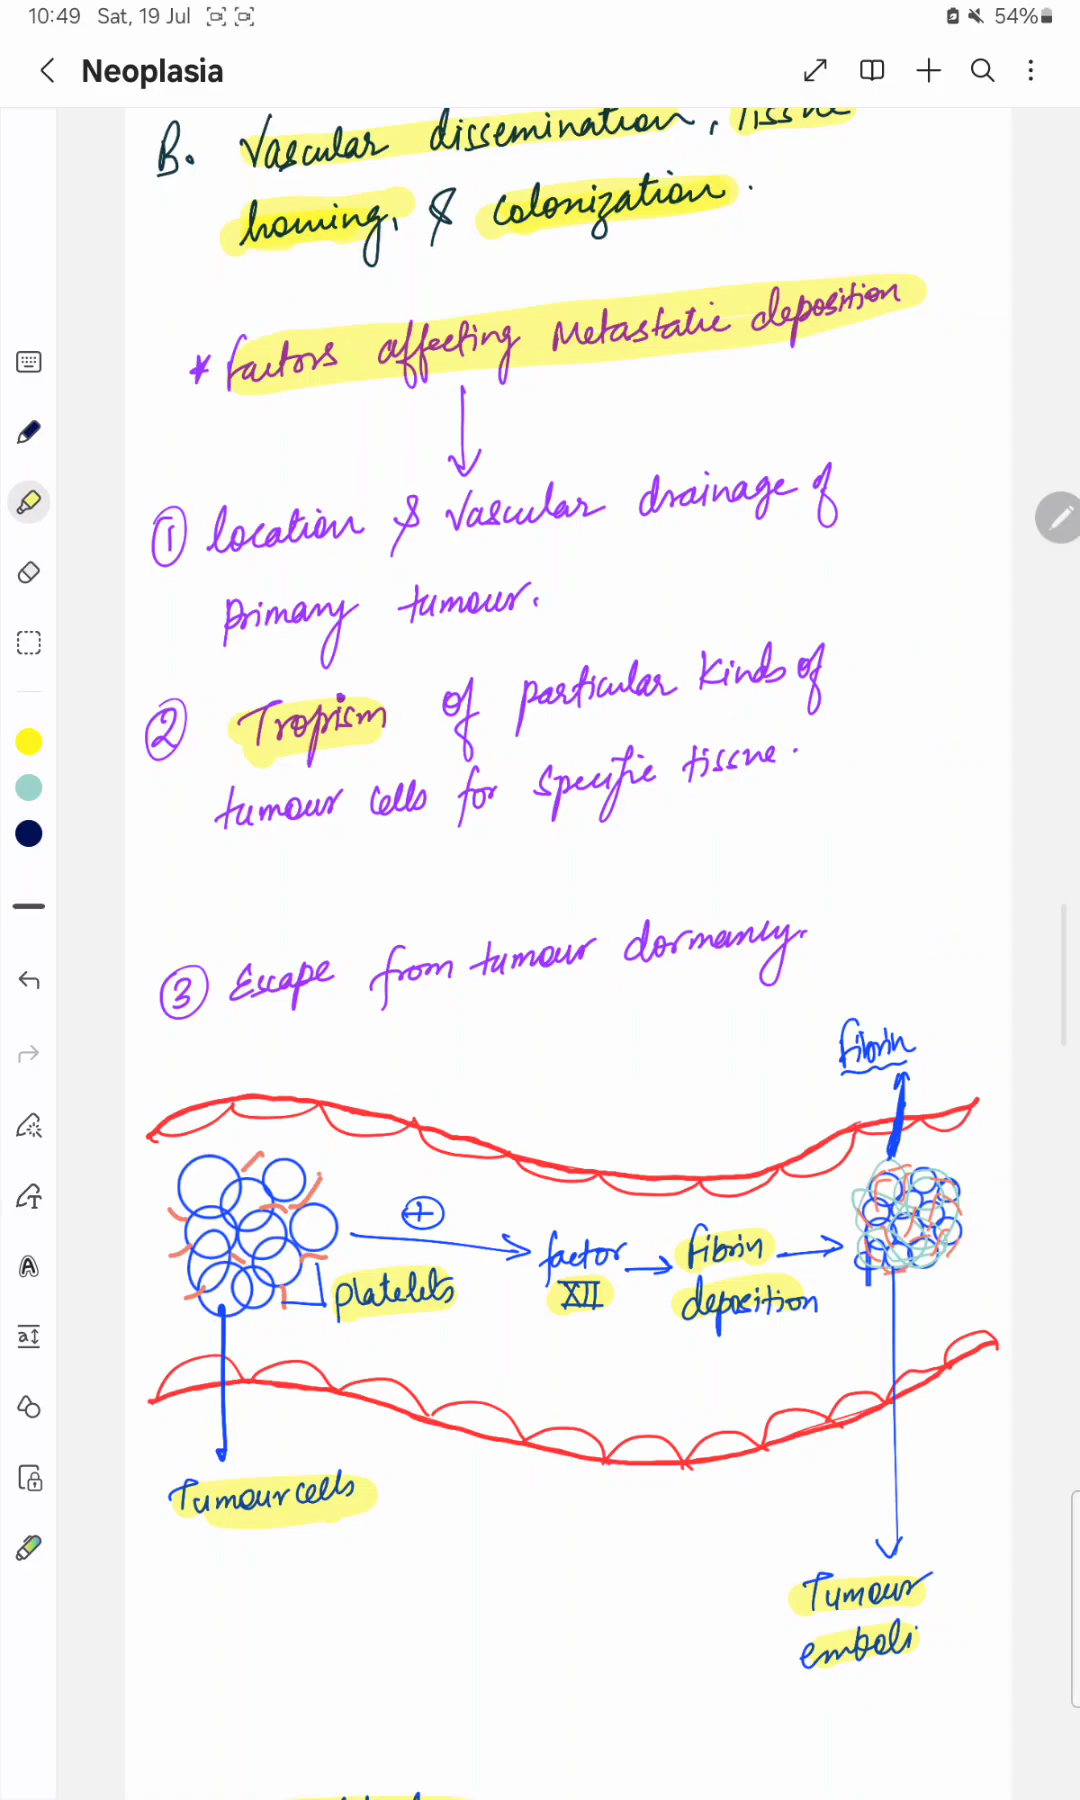 10:49 Sat, 19 Jul 54%
Neoplasia
B. Vascular dissemination, Tissue
homing, & colonization.
* factors affecting Metastatic deposition
① location & vascular drainage of
primary tumour.
② Tropism of particular kinds of
tumour cells for specific tissue.
③ Escape from tumour dormancy.
fibrin
+
factor → fibrin →
platelets XII deposition
Tumour cells
Tumour
emboli